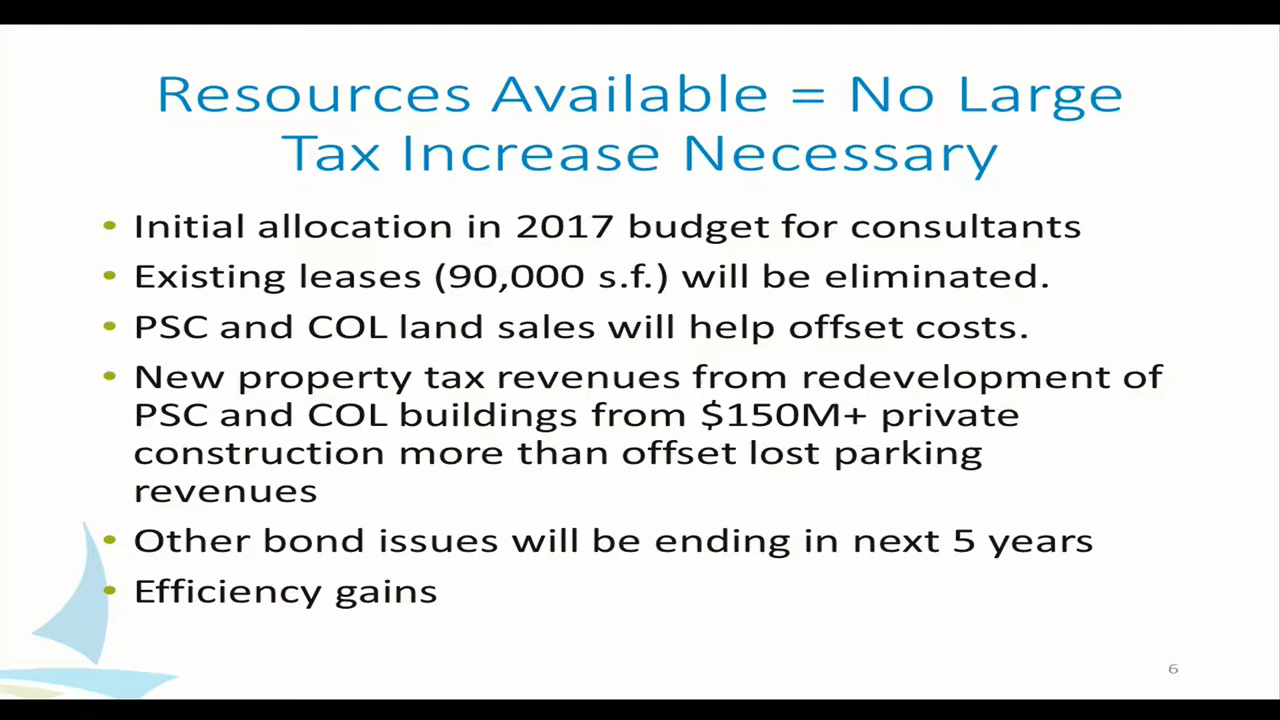 Resources Available = No Large
Tax Increase Necessary
• Initial allocation in 2017 budget for consultants
• Existing leases (90,000 s.f.) will be eliminated.
• PSC and COL land sales will help offset costs.
• New property tax revenues from redevelopment of
PSC and COL buildings from $150M+ private
construction more than offset lost parking
revenues
• Other bond issues will be ending in next 5 years
• Efficiency gains
6